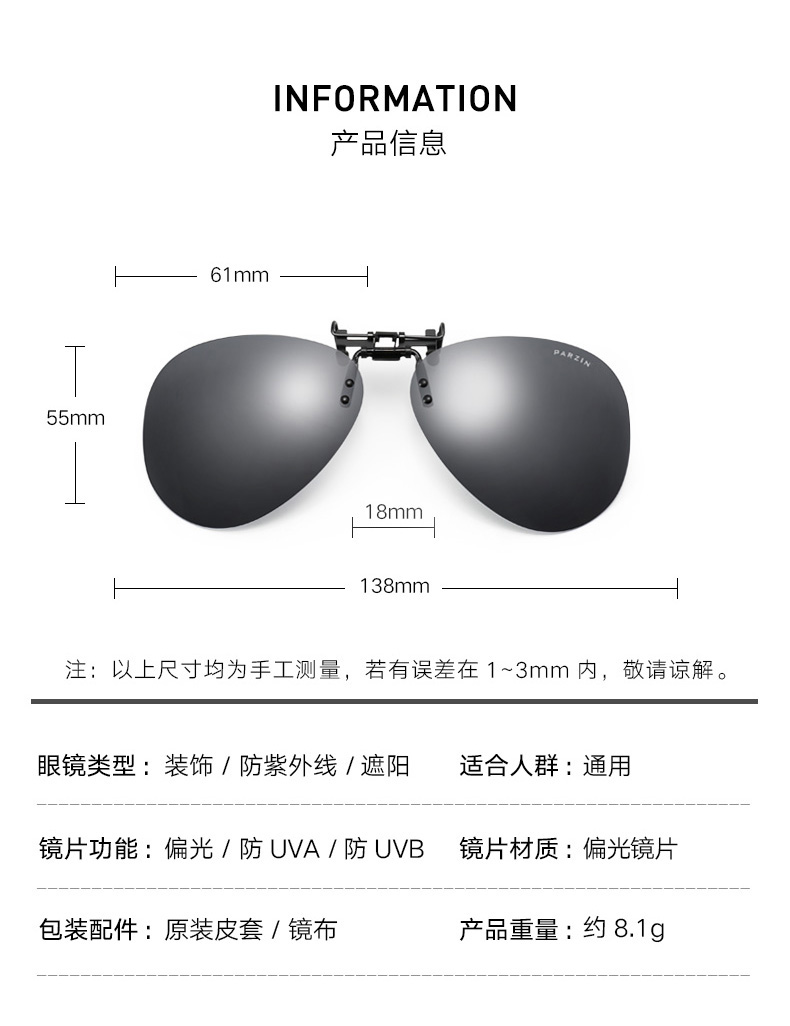 INFORMATION
产品信息
61mm
PARZIN
55mm
18mm
138mm
注：以上尺寸均为手工测量，若有误差在 1~3mm 内，敬请谅解。
眼镜类型：装饰 / 防紫外线 / 遮阳 适合人群：通用
镜片功能：偏光 / 防 UVA / 防 UVB 镜片材质：偏光镜片
包装配件：原装皮套 / 镜布 产品重量：约 8.1g